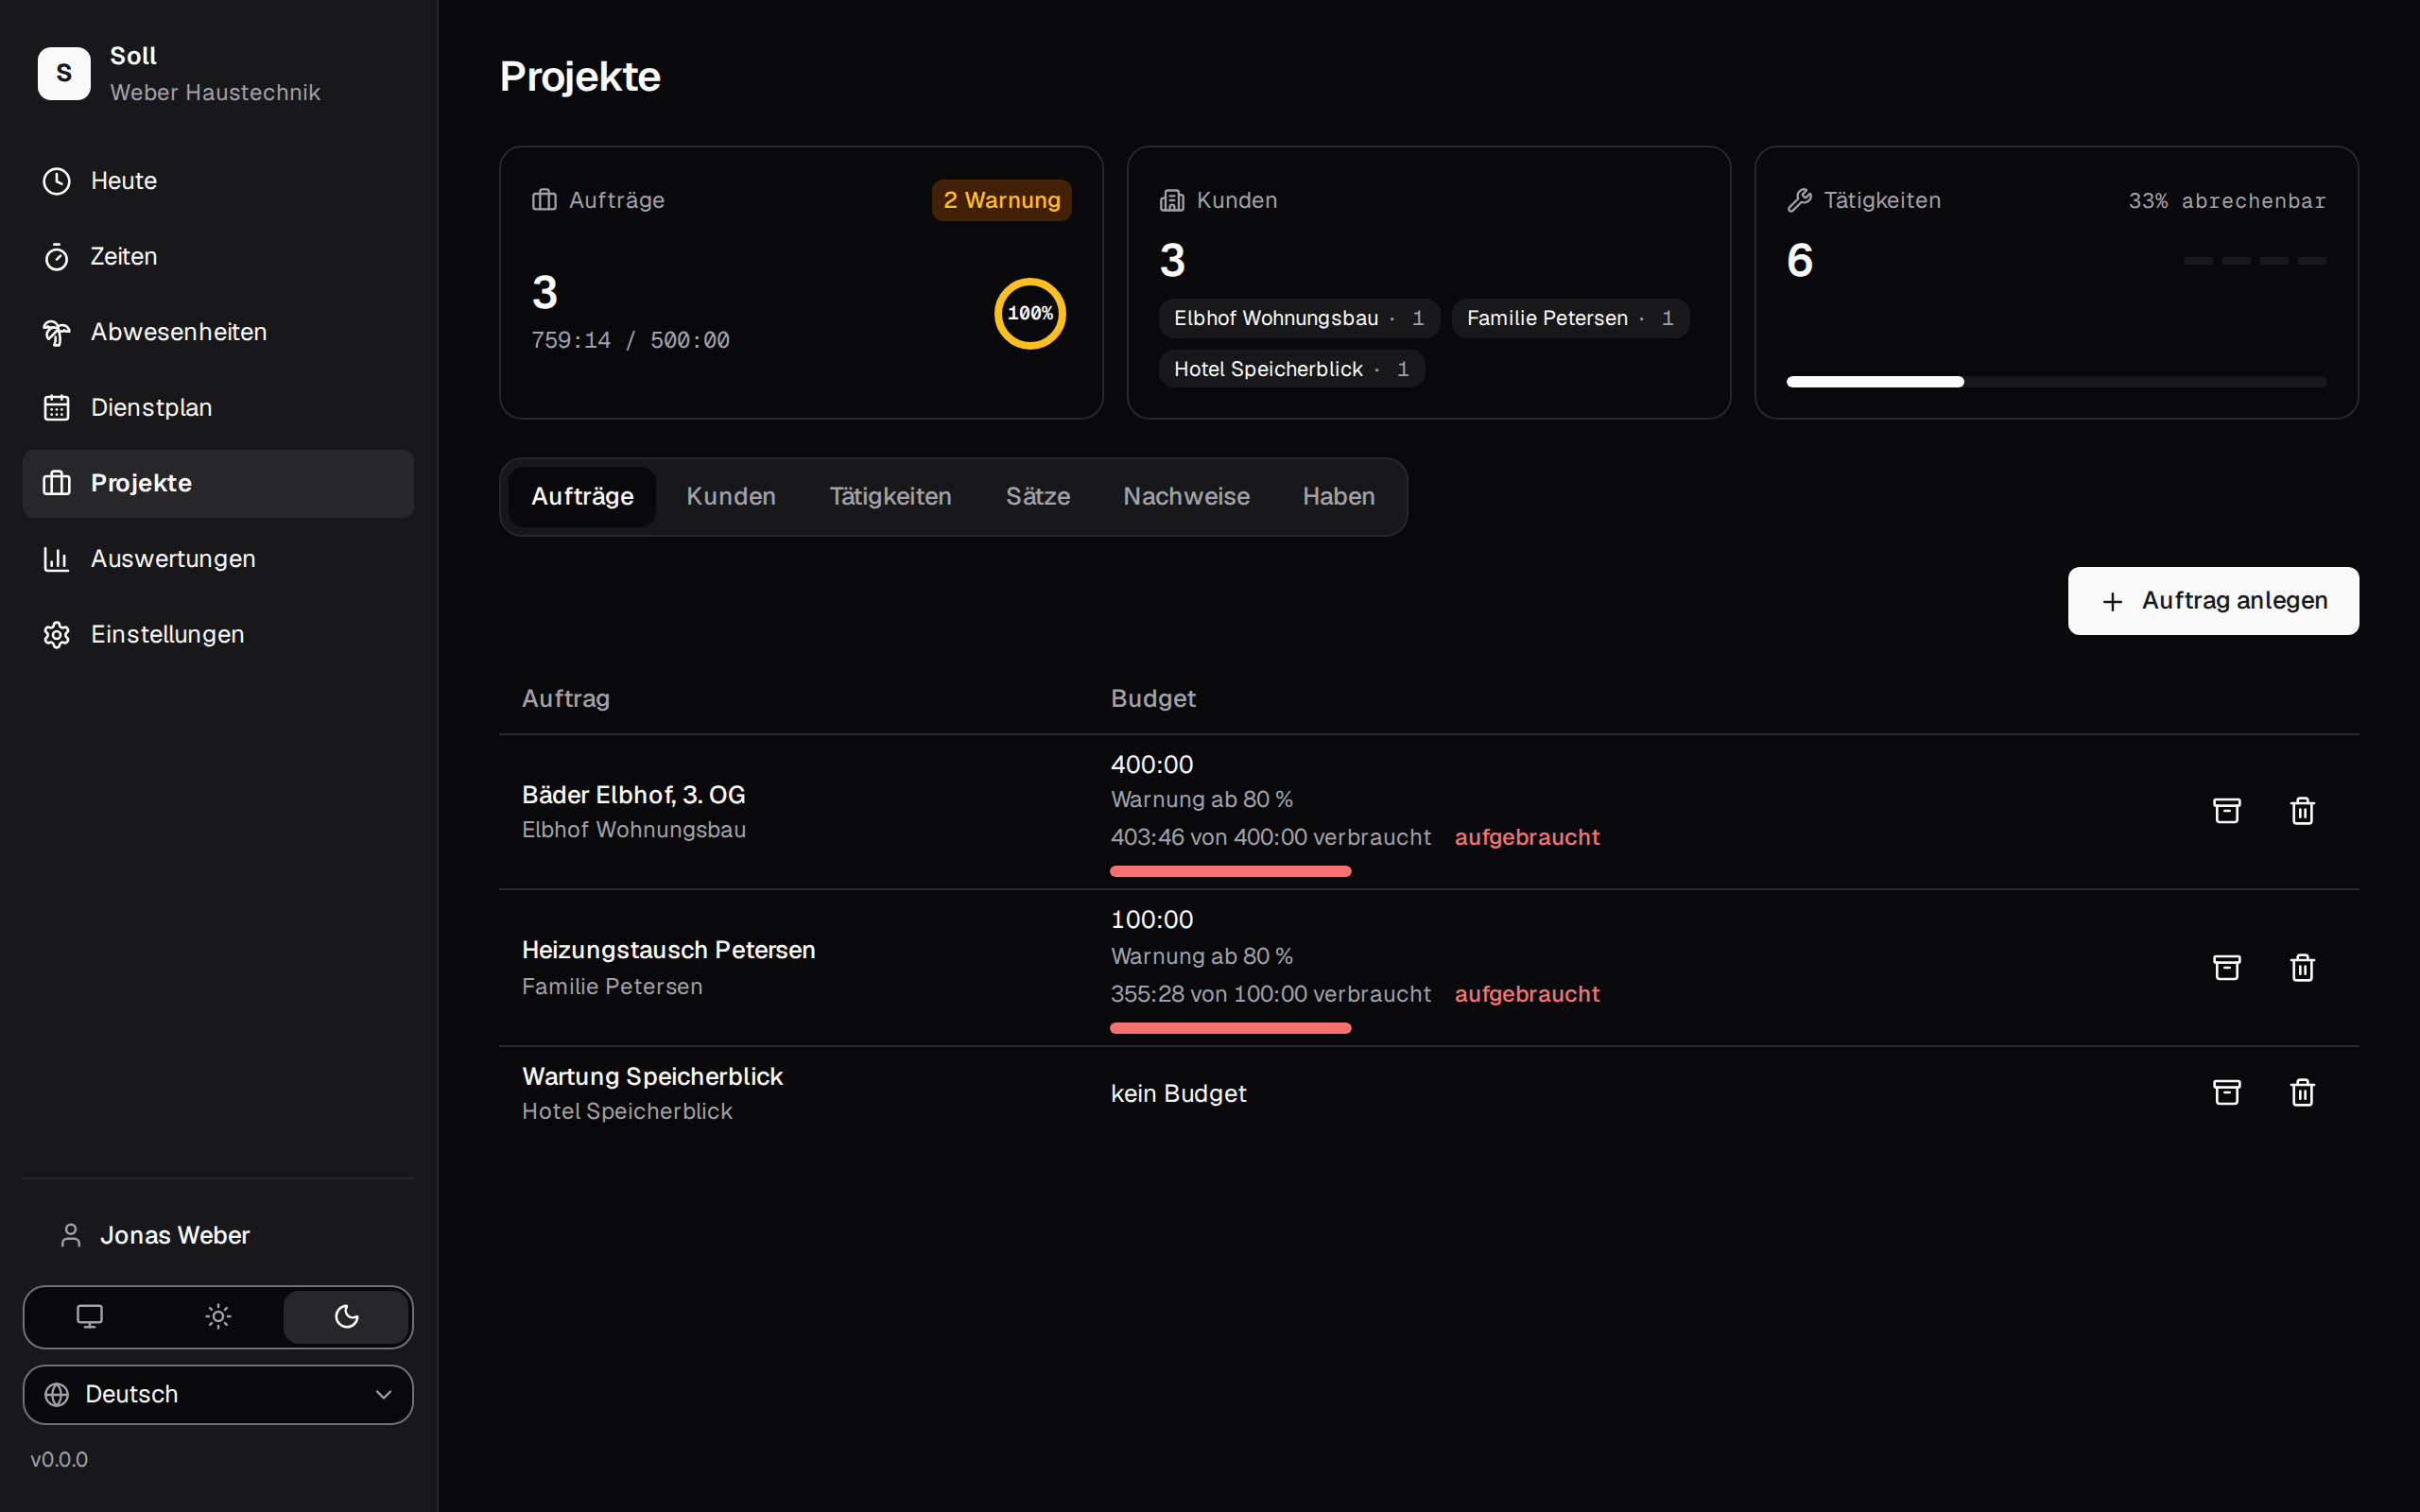 S
Soll
Weber Haustechnik
Heute
Zeiten
Abwesenheiten
Dienstplan
Projekte
Auswertungen
Einstellungen
Jonas Weber
Deutsch
v0.0.0
Projekte
Aufträge
2 Warnung
3
759:14 / 500:00
100%
Kunden
3
Elbhof Wohnungsbau · 1
Familie Petersen · 1
Hotel Speicherblick · 1
Tätigkeiten
33% abrechenbar
6
Aufträge Kunden Tätigkeiten Sätze Nachweise Haben
Auftrag anlegen
Auftrag Budget
Bäder Elbhof, 3. OG
Elbhof Wohnungsbau
400:00
Warnung ab 80 %
403:46 von 400:00 verbraucht aufgebraucht
Heizungstausch Petersen
Familie Petersen
100:00
Warnung ab 80 %
355:28 von 100:00 verbraucht aufgebraucht
Wartung Speicherblick
Hotel Speicherblick
kein Budget